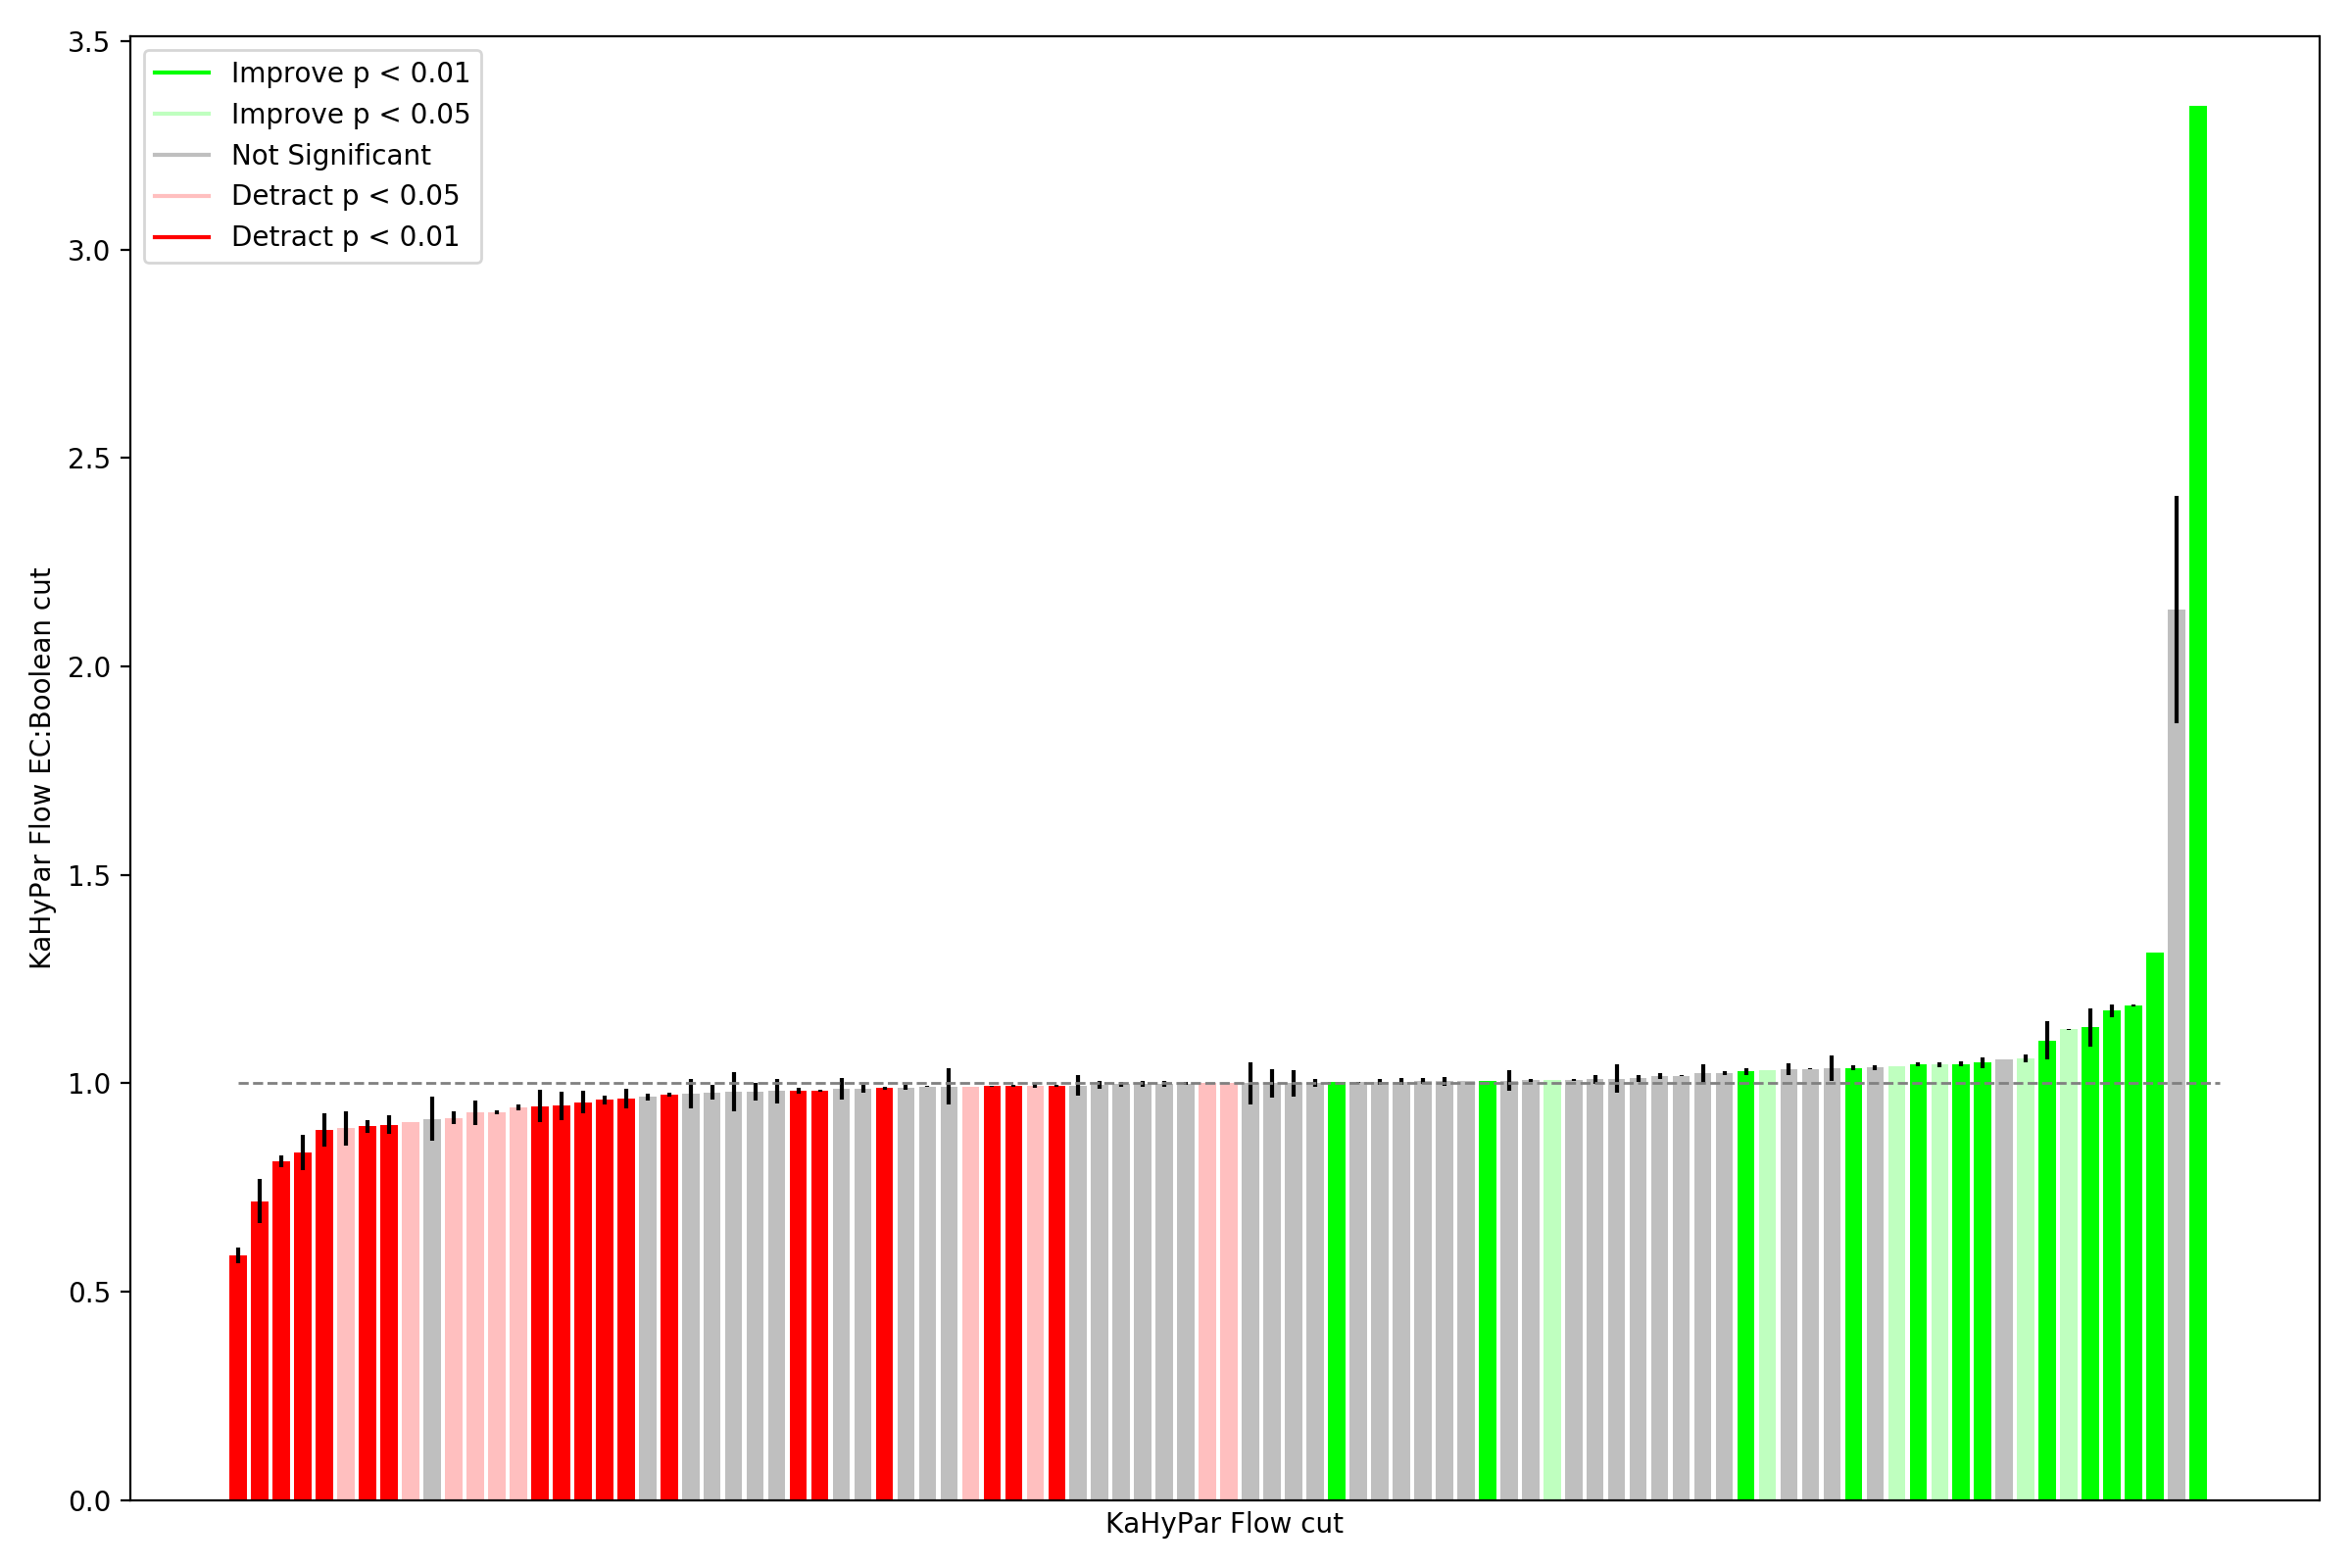 3.5
3.0
2.5
2.0
1.5
1.0
0.5
0.0
KaHyPar Flow EC:Boolean cut
Improve p < 0.01
Improve p < 0.05
Not Significant
Detract p < 0.05
Detract p < 0.01
KaHyPar Flow cut